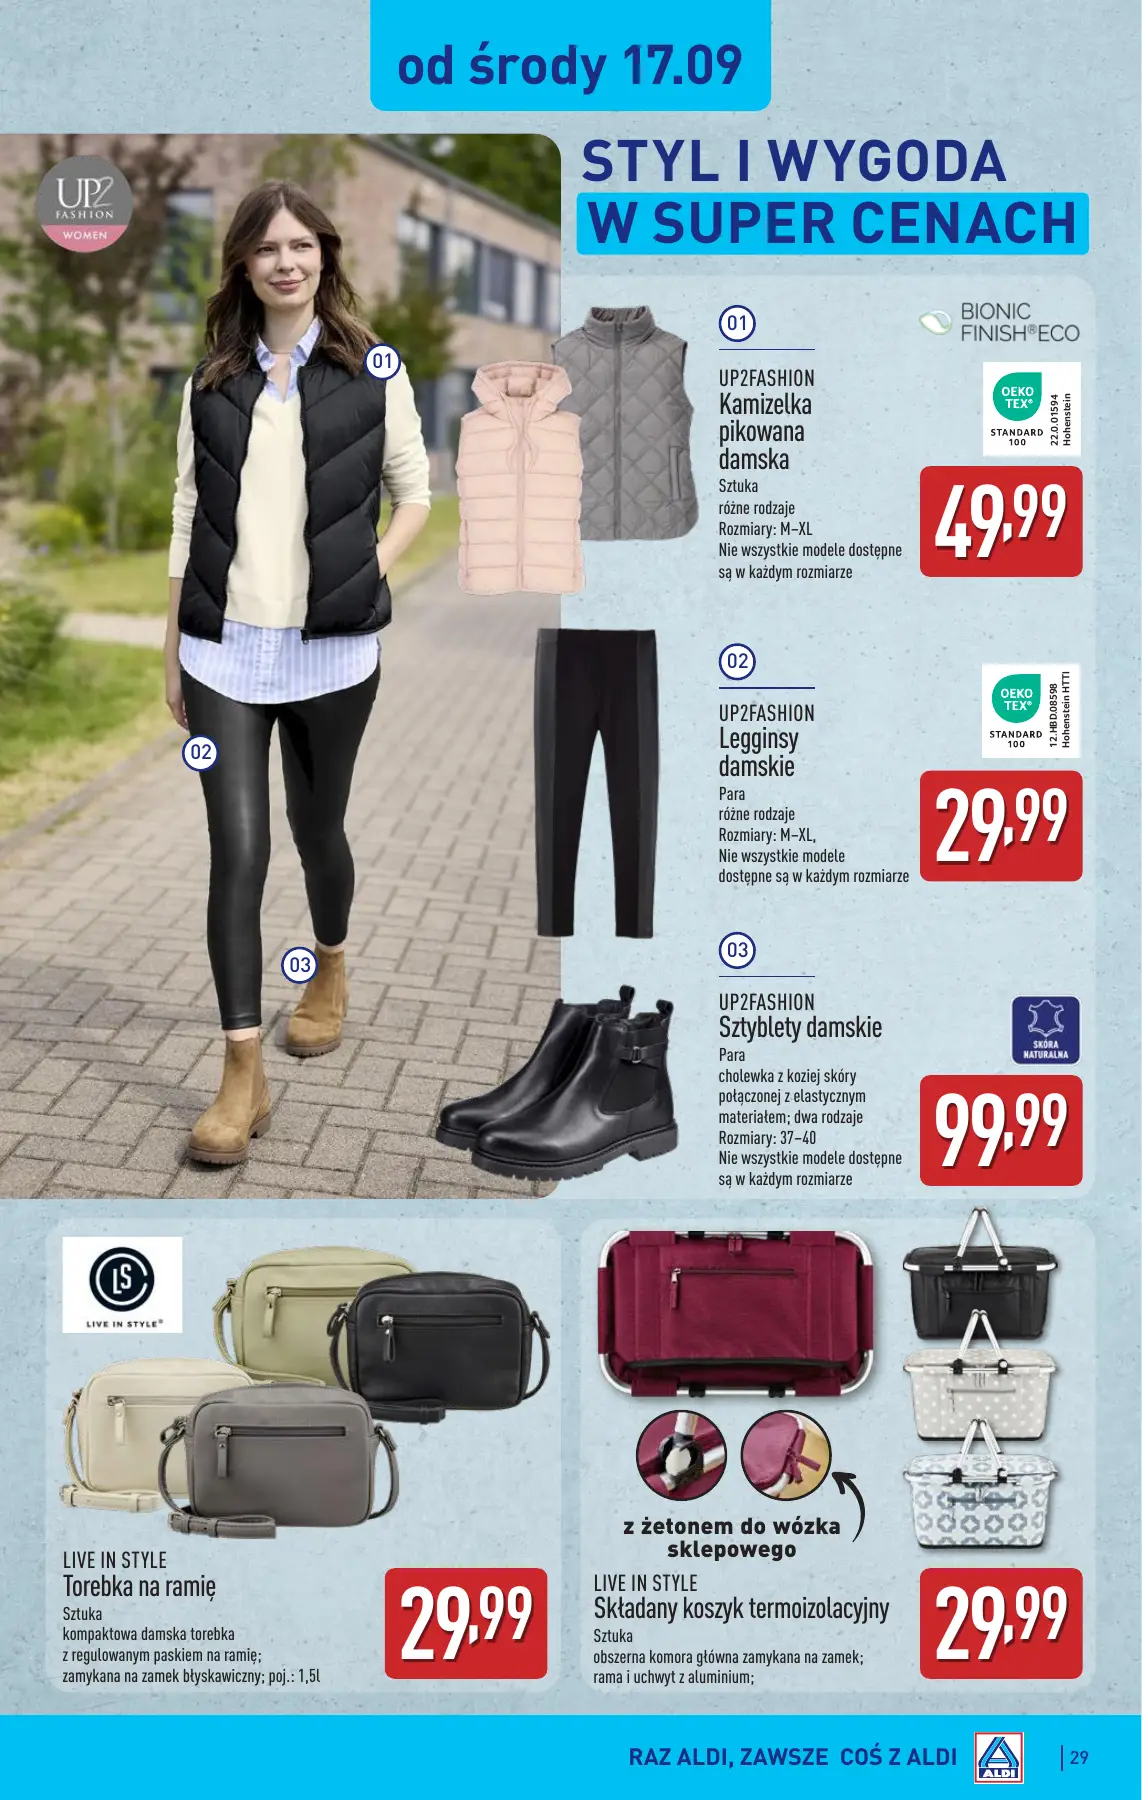 od środy 17.09
UP2
FASHION
WOMEN
STYL I WYGODA
W SUPER CENACH
01
02
03
01
UP2FASHION
Kamizelka
pikowana
damska
Sztuka
różne rodzaje
Rozmiary: M–XL
Nie wszystkie modele dostępne
są w każdym rozmiarze
BIONIC
FINISH®ECO
OEKO
TEX®
STANDARD
100
22.0.01594
Hohenstein
49,99
02
UP2FASHION
Legginsy
damskie
Para
różne rodzaje
Rozmiary: M–XL,
Nie wszystkie modele
dostępne są w każdym rozmiarze
OEKO
TEX®
STANDARD
100
12.HBD.08598
Hohenstein HTTI
29,99
03
UP2FASHION
Sztyblety damskie
Para
cholewka z koziej skóry
połączonej z elastycznym
materiałem; dwa rodzaje
Rozmiary: 37–40
Nie wszystkie modele dostępne
są w każdym rozmiarze
SKÓRA
NATURALNA
99,99
LS
LIVE IN STYLE®
LIVE IN STYLE
Torebka na ramię
Sztuka
kompaktowa damska torebka
z regulowanym paskiem na ramię;
zamykana na zamek błyskawiczny; poj.: 1,5l
29,99
z żetonem do wózka
sklepowego
LIVE IN STYLE
Składany koszyk termoizolacyjny
Sztuka
obszerna komora główna zamykana na zamek;
rama i uchwyt z aluminium;
29,99
RAZ ALDI, ZAWSZE COŚ Z ALDI
ALDI
29